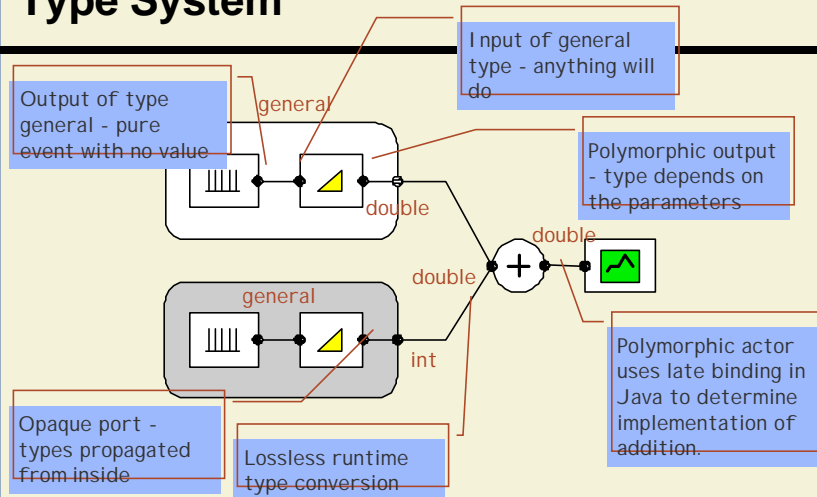 Type System
Input of general
type - anything will
do
Output of type
general - pure
event with no value
general
Polymorphic output
- type depends on
the parameters
double
double
double
general
int
Polymorphic actor
uses late binding in
Java to determine
implementation of
addition.
Opaque port -
types propagated
from inside
Lossless runtime
type conversion